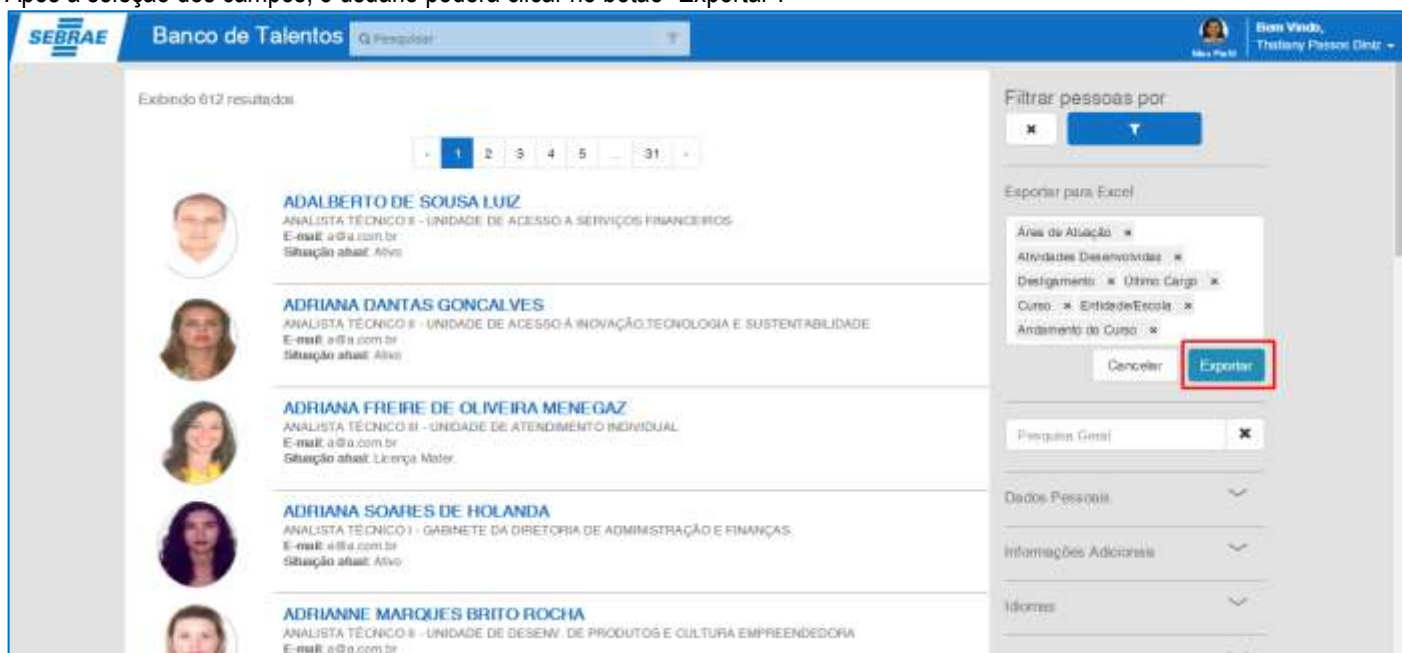 Após a seleção dos campos, o usuário poderá clicar no botão "Exportar".
SEBRAE
Banco de Talentos
Pesquisar
Meu Perfil
Bem Vindo,
Thatiany Passos Diniz
Exibindo 612 resultados
1 2 3 4 5 ... 31
ADALBERTO DE SOUSA LUIZ
ANALISTA TÉCNICO II - UNIDADE DE ACESSO A SERVIÇOS FINANCEIROS
E-mail: a@a.com.br
Situação atual: Ativo
ADRIANA DANTAS GONCALVES
ANALISTA TÉCNICO II - UNIDADE DE ACESSO À INOVAÇÃO,TECNOLOGIA E SUSTENTABILIDADE
E-mail: a@a.com.br
Situação atual: Ativo
ADRIANA FREIRE DE OLIVEIRA MENEGAZ
ANALISTA TÉCNICO III - UNIDADE DE ATENDIMENTO INDIVIDUAL
E-mail: a@a.com.br
Situação atual: Licença Mater.
ADRIANA SOARES DE HOLANDA
ANALISTA TÉCNICO I - GABINETE DA DIRETORIA DE ADMINISTRAÇÃO E FINANÇAS
E-mail: a@a.com.br
Situação atual: Ativo
ADRIANNE MARQUES BRITO ROCHA
ANALISTA TÉCNICO II - UNIDADE DE DESENV. DE PRODUTOS E CULTURA EMPREENDEDORA
E-mail: a@a.com.br
Filtrar pessoas por
Exportar para Excel
Área de Atuação ×
Atividades Desenvolvidas ×
Desligamento × Último Cargo ×
Curso × Entidade/Escola ×
Andamento do Curso ×
Cancelar Exportar
Pesquisa Geral
Dados Pessoais
Informações Adicionais
Idiomas